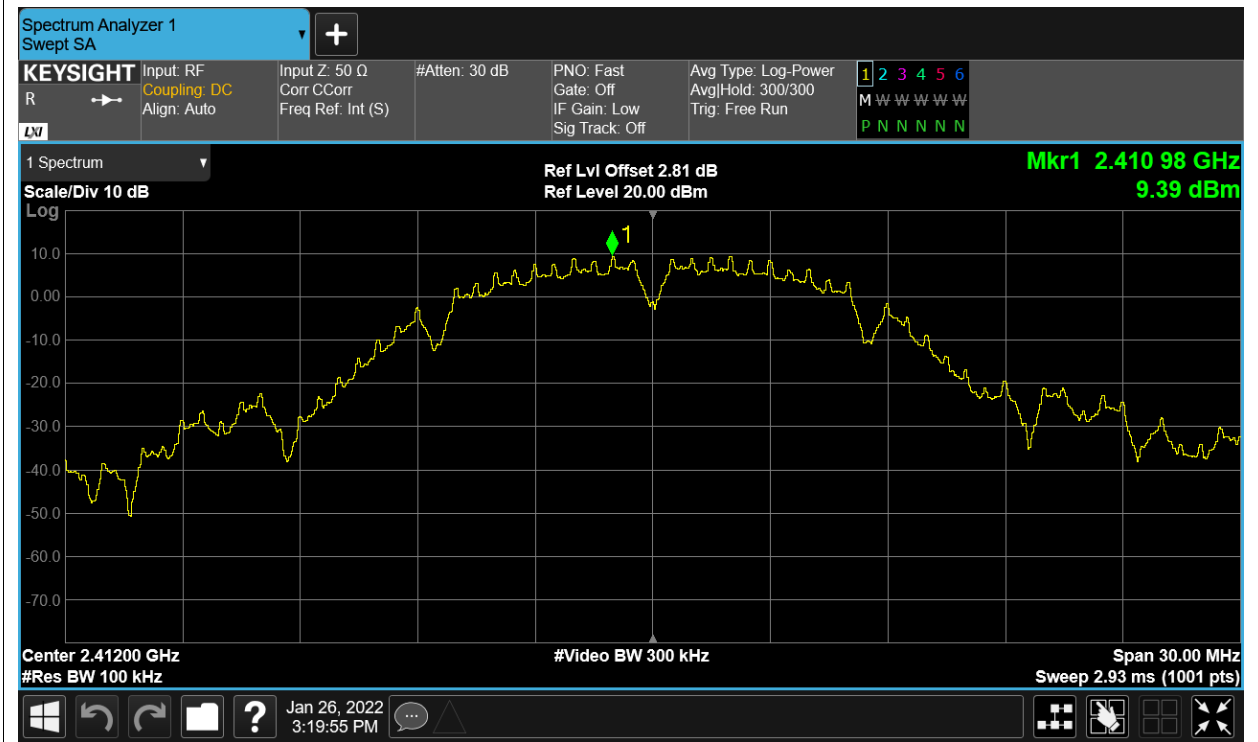 Spectrum Analyzer 1
Swept SA
+
KEYSIGHT
R
LXI
Input: RF
Coupling: DC
Align: Auto
Input Z: 50 Ω
Corr CCorr
Freq Ref: Int (S)
#Atten: 30 dB
PNO: Fast
Gate: Off
IF Gain: Low
Sig Track: Off
Avg Type: Log-Power
Avg|Hold: 300/300
Trig: Free Run
1 2 3 4 5 6
M W W W W W
P N N N N N
1 Spectrum
Scale/Div 10 dB
Log
Ref Lvl Offset 2.81 dB
Ref Level 20.00 dBm
Mkr1 2.410 98 GHz
9.39 dBm
1
10.0
0.00
-10.0
-20.0
-30.0
-40.0
-50.0
-60.0
-70.0
Center 2.41200 GHz
#Res BW 100 kHz
#Video BW 300 kHz
Span 30.00 MHz
Sweep 2.93 ms (1001 pts)
?
Jan 26, 2022
3:19:55 PM